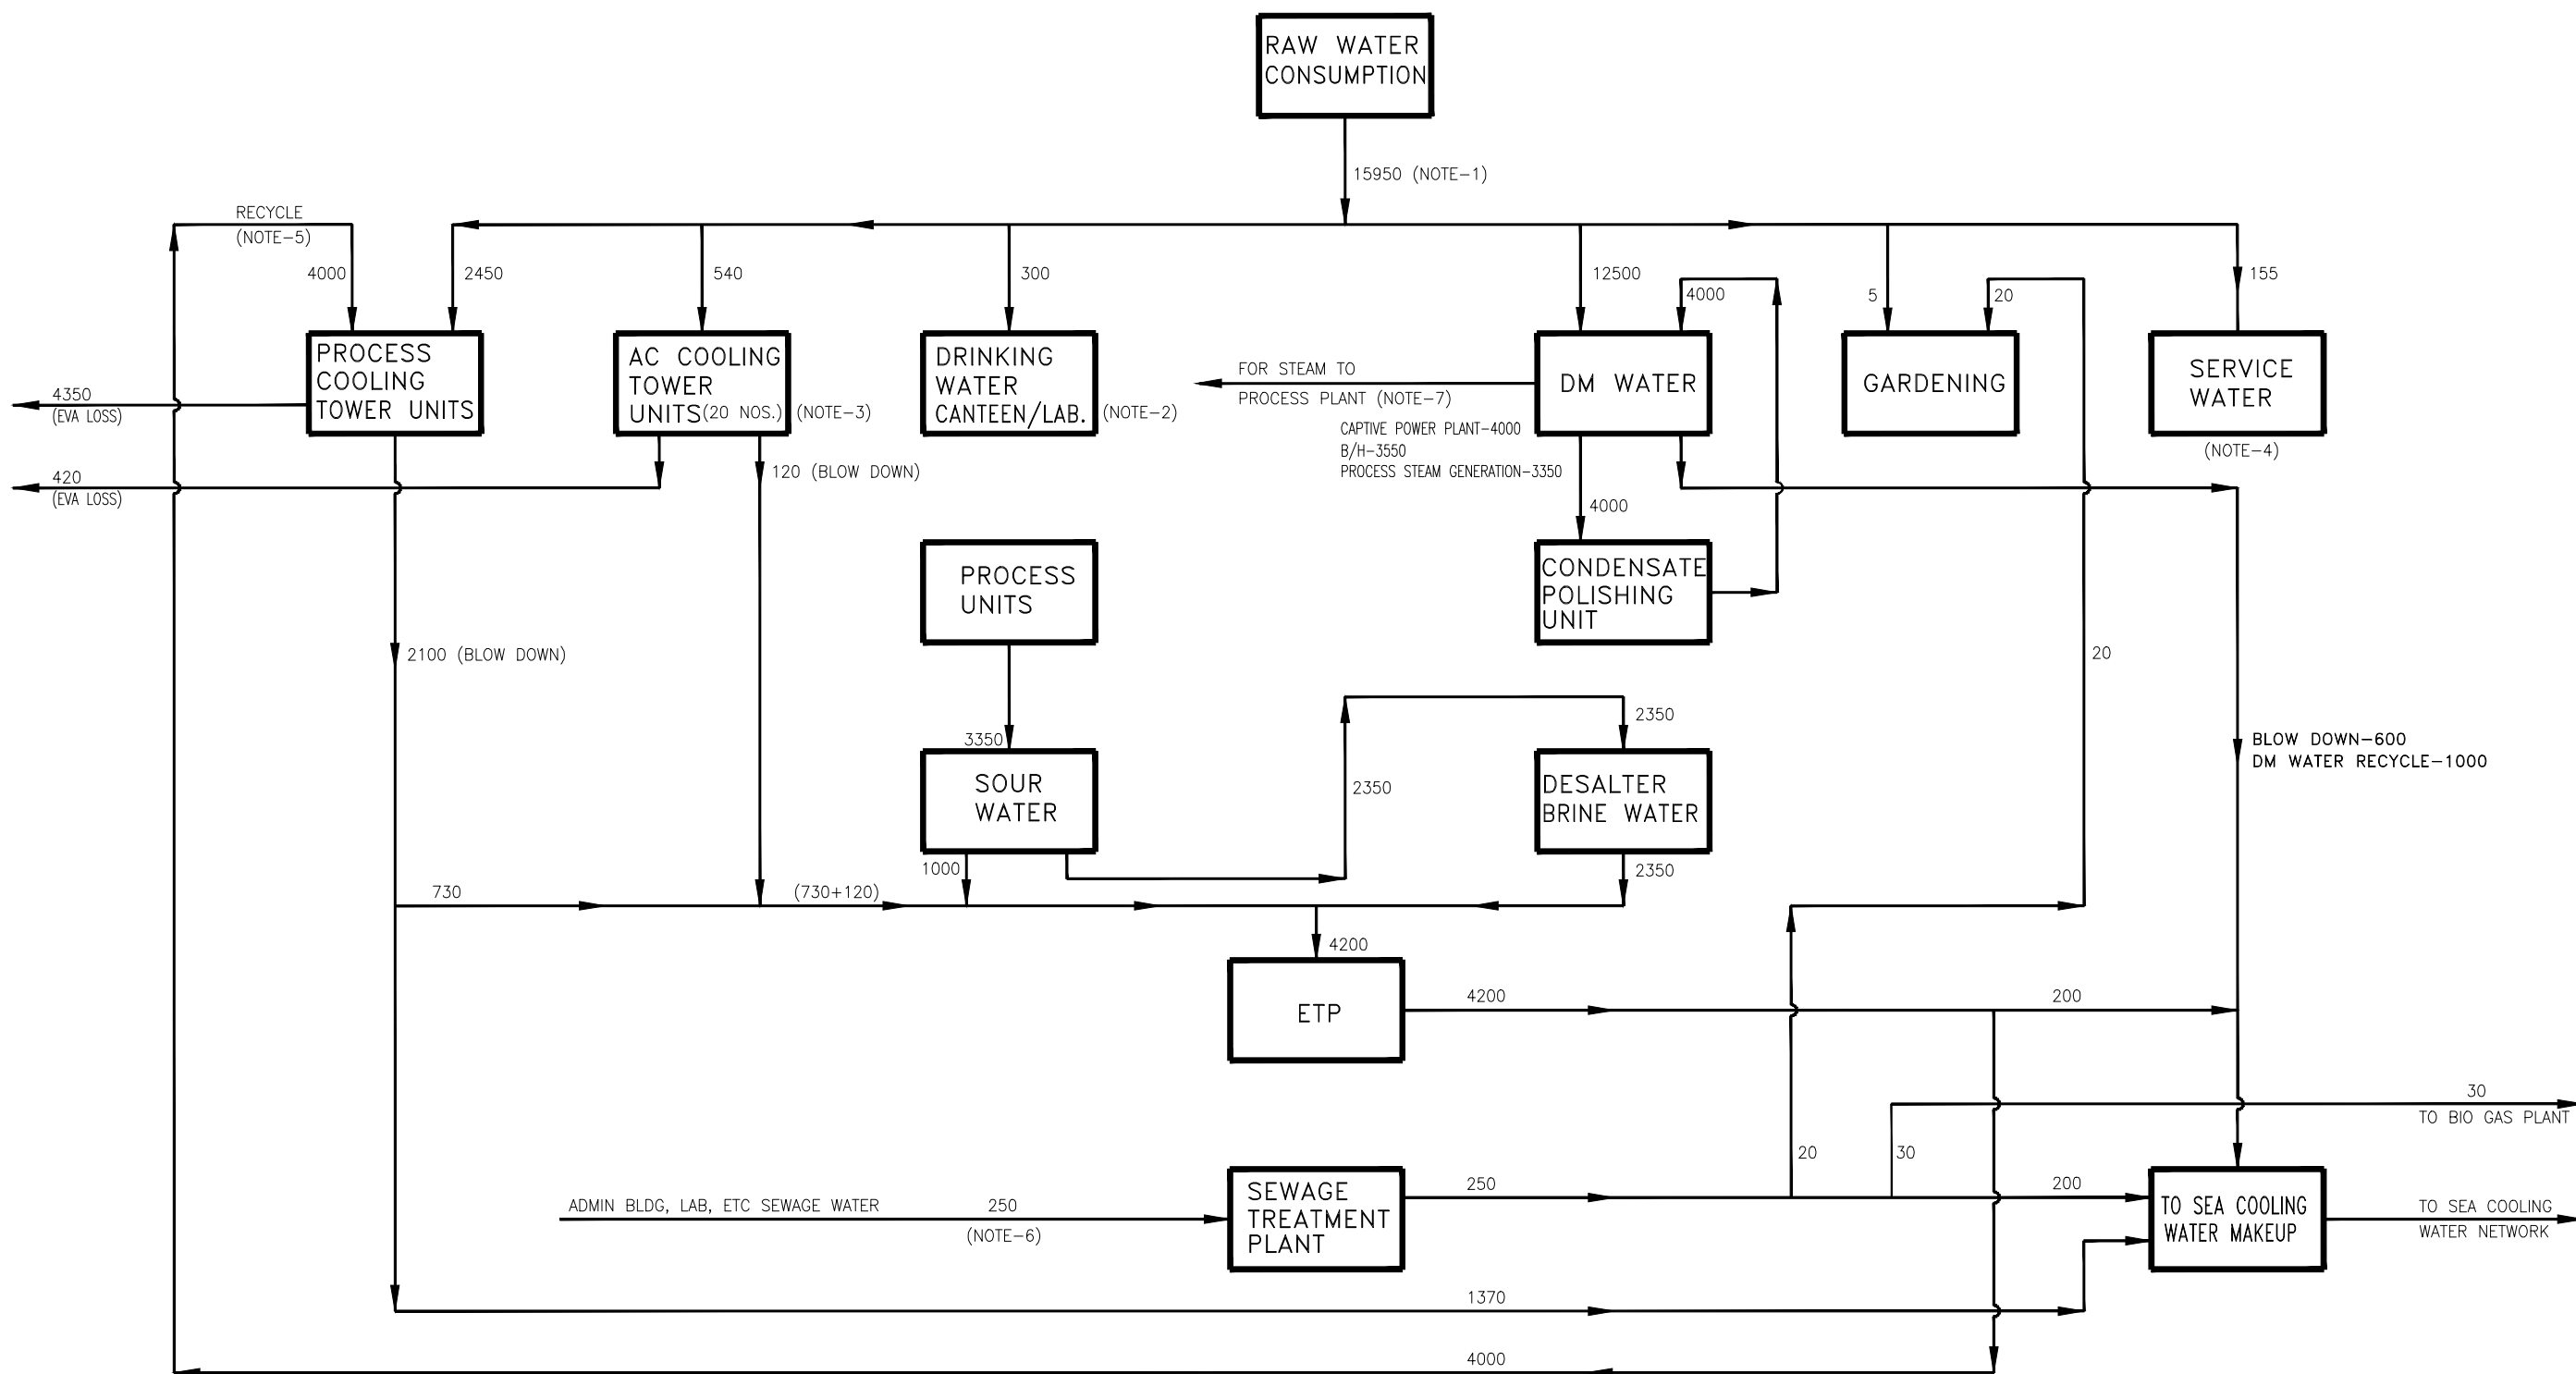 RAW WATER
CONSUMPTION
15950 (NOTE-1)
RECYCLE
(NOTE-5)
4000
2450
540
300
12500
4000
5
20
155
PROCESS
COOLING
TOWER UNITS
AC COOLING
TOWER
UNITS(20 NOS.)
(NOTE-3)
DRINKING
WATER
CANTEEN/LAB.
(NOTE-2)
DM WATER
GARDENING
SERVICE
WATER
(NOTE-4)
FOR STEAM TO
PROCESS PLANT (NOTE-7)
CAPTIVE POWER PLANT-4000
B/H-3550
PROCESS STEAM GENERATION-3350
4350
(EVA LOSS)
420
(EVA LOSS)
120 (BLOW DOWN)
4000
PROCESS
UNITS
CONDENSATE
POLISHING
UNIT
2100 (BLOW DOWN)
20
3350
2350
SOUR
WATER
2350
DESALTER
BRINE WATER
BLOW DOWN-600
DM WATER RECYCLE-1000
1000
2350
730
(730+120)
4200
ETP
4200
200
30
TO BIO GAS PLANT
20
30
ADMIN BLDG, LAB, ETC SEWAGE WATER
250
(NOTE-6)
SEWAGE
TREATMENT
PLANT
250
200
TO SEA COOLING
WATER MAKEUP
TO SEA COOLING
WATER NETWORK
1370
4000